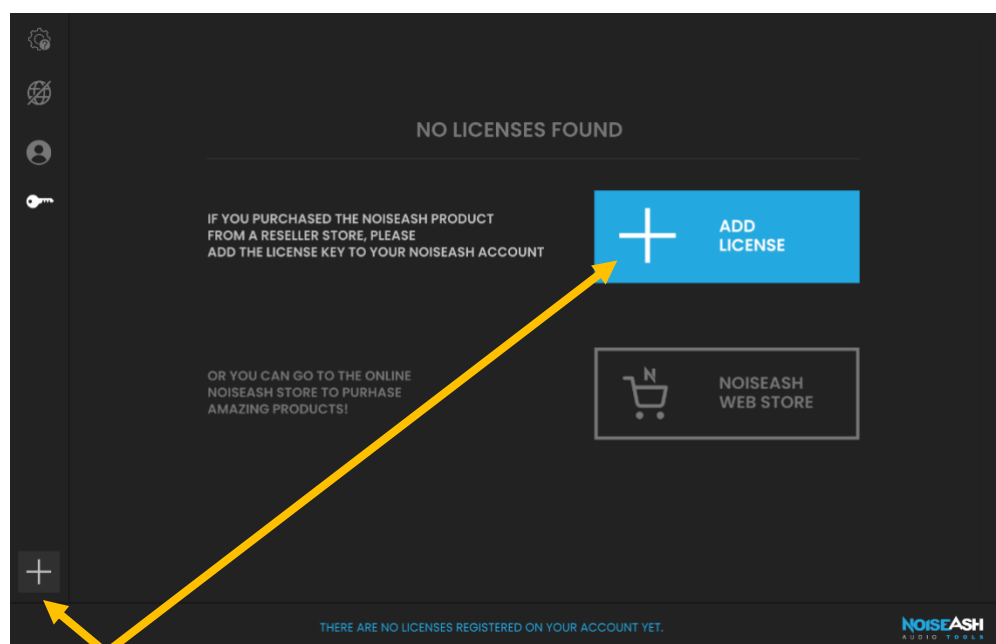 NO LICENSES FOUND
IF YOU PURCHASED THE NOISEASH PRODUCT
FROM A RESELLER STORE, PLEASE
ADD THE LICENSE KEY TO YOUR NOISEASH ACCOUNT
ADD
LICENSE
OR YOU CAN GO TO THE ONLINE
NOISEASH STORE TO PURHASE
AMAZING PRODUCTS!
N
NOISEASH
WEB STORE
THERE ARE NO LICENSES REGISTERED ON YOUR ACCOUNT YET.
NOISEASH
AUDIO TOOLS